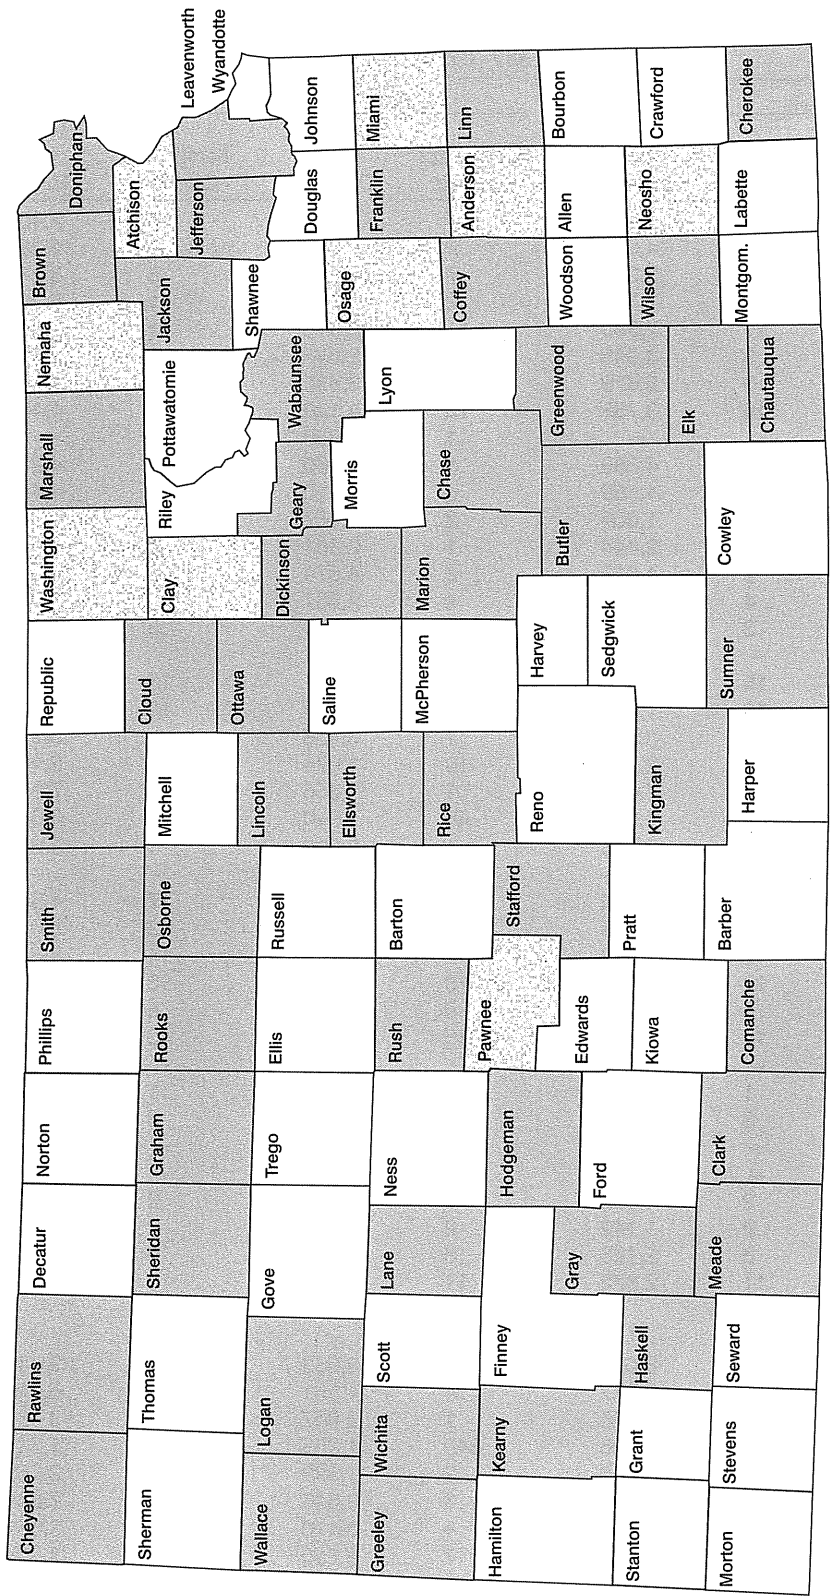 Cheyenne
Rawlins
Decatur
Norton
Phillips
Smith
Jewell
Republic
Washington
Marshall
Nemaha
Brown
Doniphan
Sherman
Thomas
Sheridan
Graham
Rooks
Osborne
Mitchell
Cloud
Clay
Riley
Pottawatomie
Jackson
Atchison
Jefferson
Leavenworth
Wyandotte
Wallace
Logan
Gove
Trego
Ellis
Russell
Lincoln
Ottawa
Dickinson
Geary
Wabaunsee
Shawnee
Douglas
Johnson
Greeley
Wichita
Scott
Lane
Ness
Rush
Barton
Ellsworth
Saline
Morris
Lyon
Osage
Franklin
Miami
Hamilton
Kearny
Finney
Hodgeman
Pawnee
Stafford
Rice
McPherson
Marion
Chase
Coffey
Anderson
Linn
Gray
Ford
Edwards
Reno
Harvey
Butler
Greenwood
Woodson
Allen
Bourbon
Stanton
Grant
Haskell
Kiowa
Pratt
Kingman
Sedgwick
Elk
Wilson
Neosho
Crawford
Morton
Stevens
Seward
Meade
Clark
Comanche
Barber
Harper
Sumner
Cowley
Chautauqua
Montgom.
Labette
Cherokee